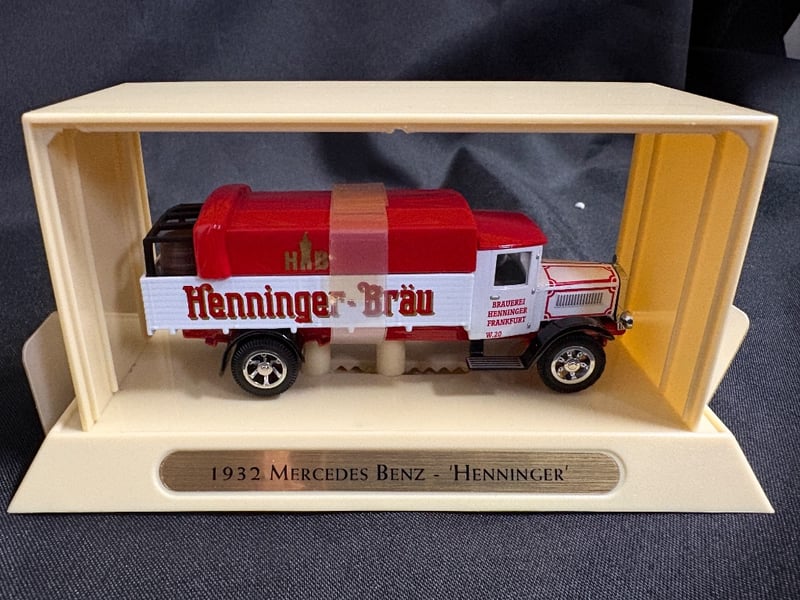 HB
Henninger-Bräu
BRAUEREI
HENNINGER
FRANKFURT
W.20
1932 MERCEDES BENZ - 'HENNINGER'